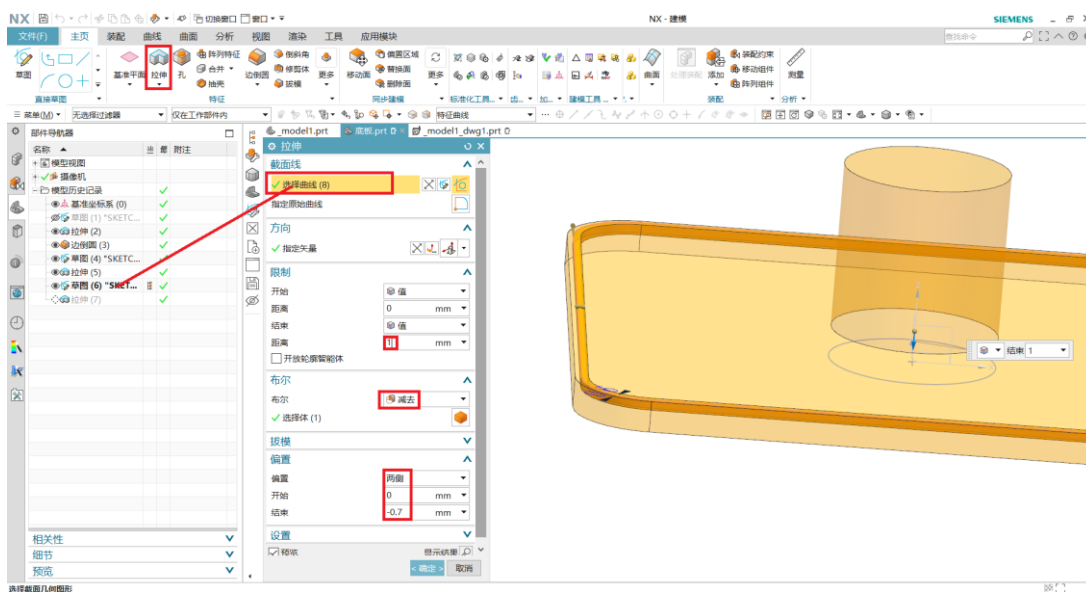 NX 切换窗口 窗口 NX - 建模 SIEMENS
文件(F) 主页 装配 曲线 曲面 分析 视图 渲染 工具 应用模块 查找命令
草图 基准平面 拉伸 孔 阵列特征 合并 抽壳 边倒圆 倒斜角 修剪体 拔模 更多 移动面 偏置区域 替换面 删除面 更多 曲面 添加 装配约束 移动组件 阵列组件 测量
直接草图 特征 同步建模 标准化工具... 齿... 加... 建模工具... 装配 分析
菜单(M) 无选择过滤器 仅在工作部件内 特征曲线
部件导航器 _model1.prt 底板.prt _model1_dwg1.prt
名称 附注
模型视图
摄像机
模型历史记录
基准坐标系 (0)
草图 (1) "SKETC...
拉伸 (2)
边倒圆 (3)
草图 (4) "SKETC...
拉伸 (5)
草图 (6) "SKET...
拉伸 (7)
相关性
细节
预览
拉伸
截面线
选择曲线 (8)
指定原始曲线
方向
指定矢量
限制
开始 值
距离 0 mm
结束 值
距离 1 mm
开放轮廓智能体
布尔
布尔 减去
选择体 (1)
拔模
偏置
偏置 两侧
开始 0 mm
结束 -0.7 mm
设置
预览 显示结果
< 确定 > 取消
结束 1
选择截面几何图形